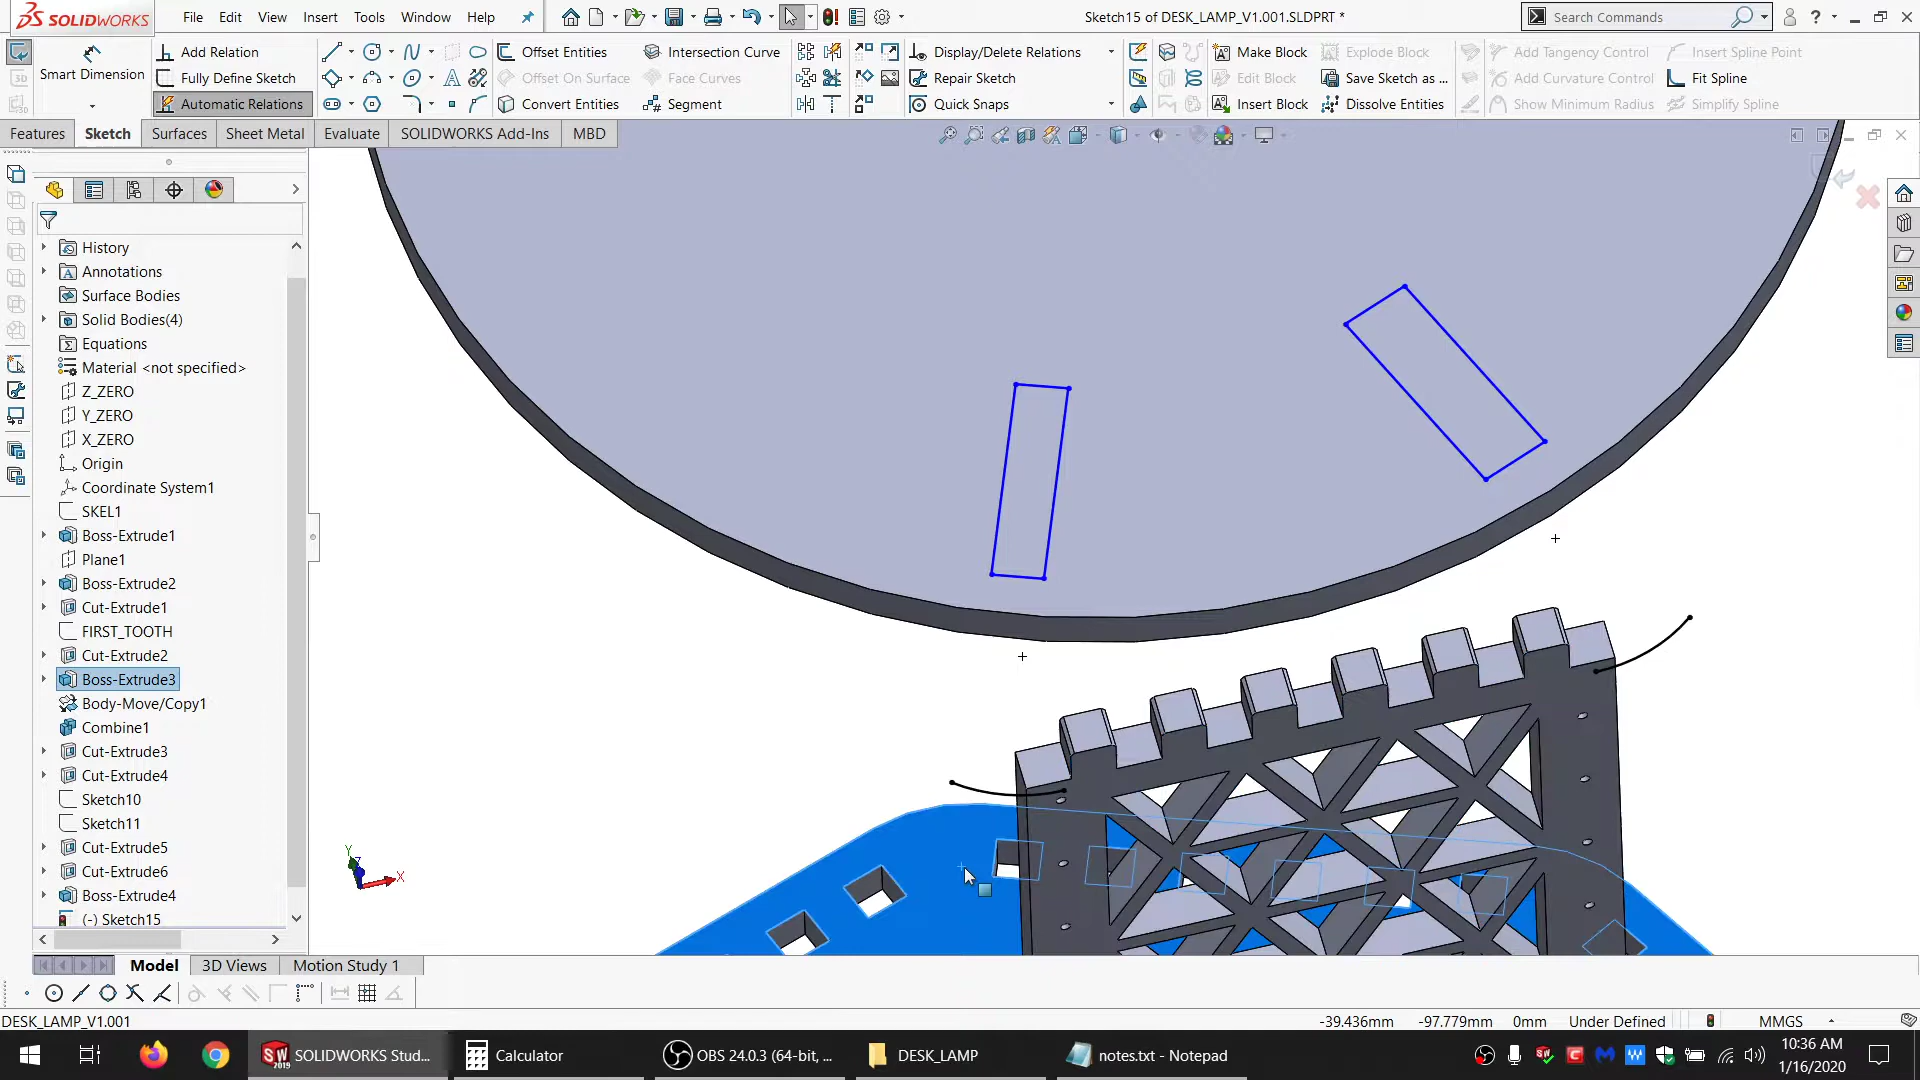 SOLIDWORKS
File Edit View Insert Tools Window Help
Sketch15 of DESK_LAMP_V1.001.SLDPRT *
Search Commands
Smart Dimension
Add Relation
Fully Define Sketch
Automatic Relations
Offset Entities
Offset On Surface
Convert Entities
Intersection Curve
Face Curves
Segment
Display/Delete Relations
Repair Sketch
Quick Snaps
Make Block
Edit Block
Insert Block
Explode Block
Save Sketch as ...
Dissolve Entities
Add Tangency Control
Add Curvature Control
Show Minimum Radius
Insert Spline Point
Fit Spline
Simplify Spline
Features Sketch Surfaces Sheet Metal Evaluate SOLIDWORKS Add-Ins MBD
History
Annotations
Surface Bodies
Solid Bodies(4)
Equations
Material <not specified>
Z_ZERO
Y_ZERO
X_ZERO
Origin
Coordinate System1
SKEL1
Boss-Extrude1
Plane1
Boss-Extrude2
Cut-Extrude1
FIRST_TOOTH
Cut-Extrude2
Boss-Extrude3
Body-Move/Copy1
Combine1
Cut-Extrude3
Cut-Extrude4
Sketch10
Sketch11
Cut-Extrude5
Cut-Extrude6
Boss-Extrude4
(-) Sketch15
Y
Z
X
Model 3D Views Motion Study 1
DESK_LAMP_V1.001
-39.436mm -97.779mm 0mm Under Defined MMGS
SOLIDWORKS Stud...
Calculator
OBS 24.0.3 (64-bit, ...
DESK_LAMP
notes.txt - Notepad
10:36 AM
1/16/2020